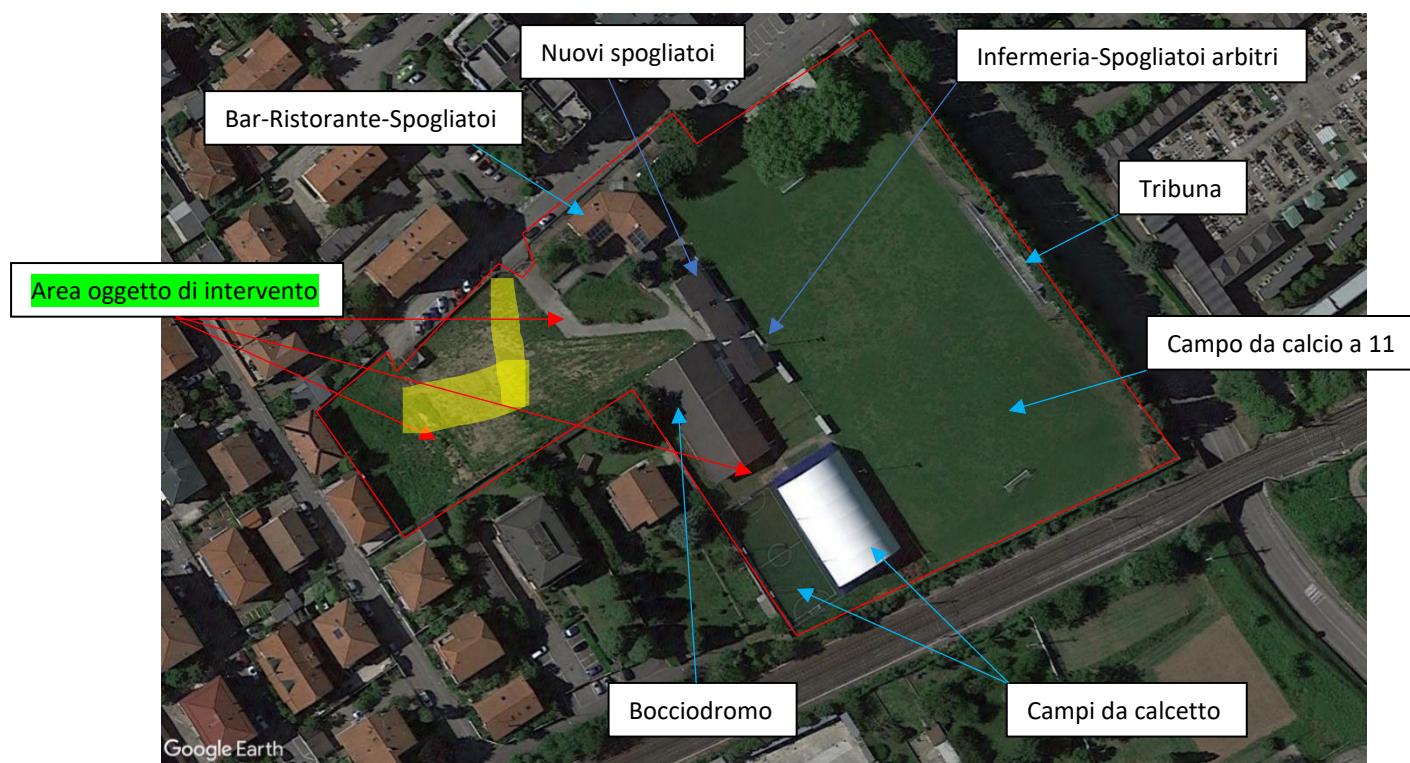 Nuovi spogliatoi
Infermeria-Spogliatoi arbitri
Bar-Ristorante-Spogliatoi
Tribuna
Area oggetto di intervento
Campo da calcio a 11
Bocciodromo
Campi da calcetto
Google Earth